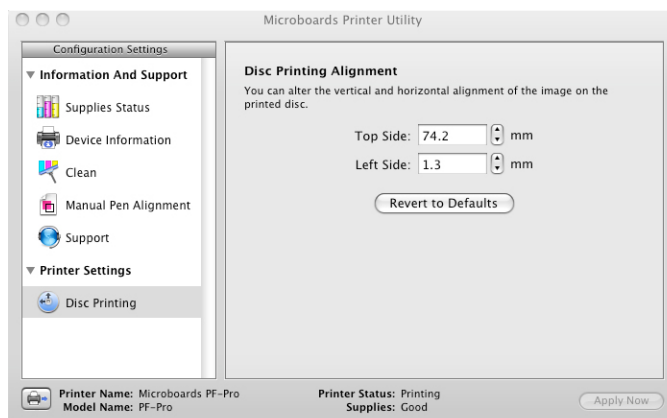 Microboards Printer Utility
Configuration Settings
Information And Support
Supplies Status
Device Information
Clean
Manual Pen Alignment
Support
Printer Settings
Disc Printing
Disc Printing Alignment
You can alter the vertical and horizontal alignment of the image on the
printed disc.
Top Side: 74.2 mm
Left Side: 1.3 mm
Revert to Defaults
Printer Name: Microboards PF-Pro
Model Name: PF-Pro
Printer Status: Printing
Supplies: Good
Apply Now